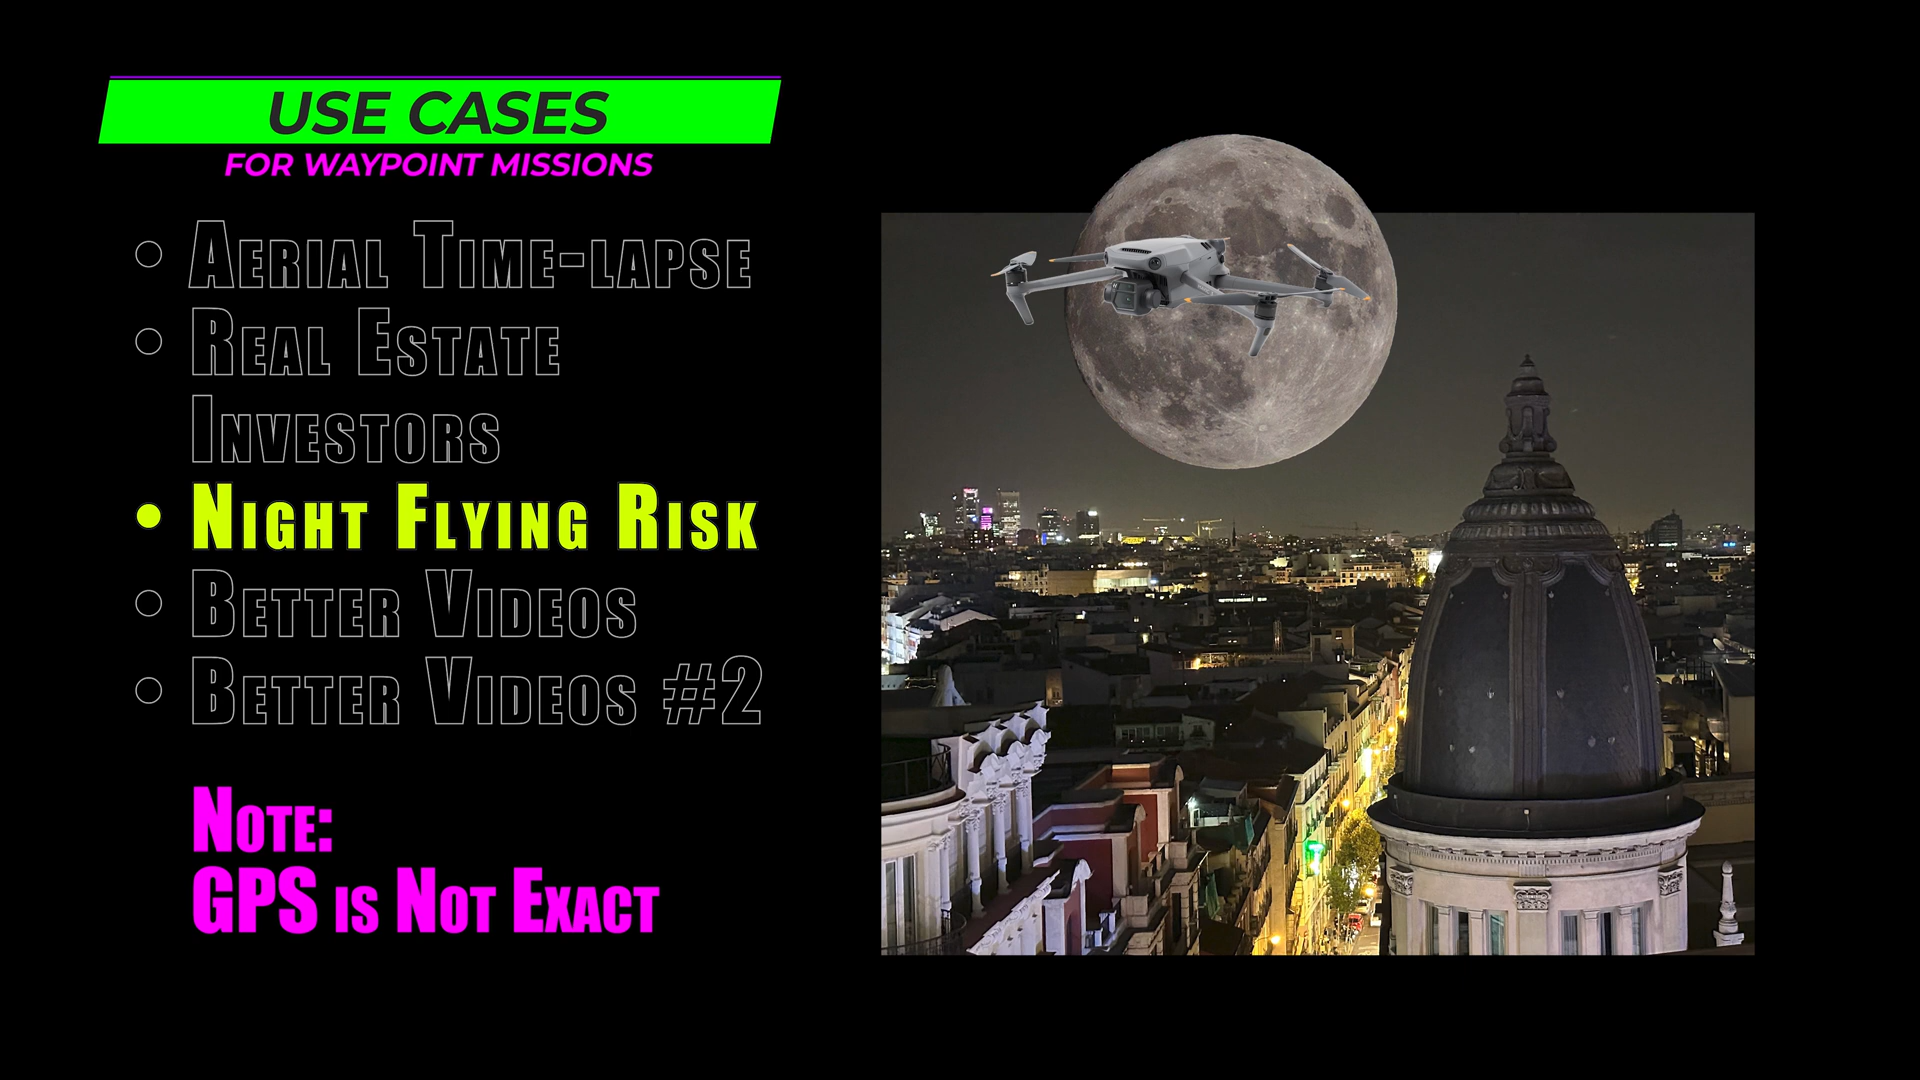 USE CASES
FOR WAYPOINT MISSIONS
AERIAL TIME-LAPSE
REAL ESTATE
INVESTORS
NIGHT FLYING RISK
BETTER VIDEOS
BETTER VIDEOS #2
NOTE:
GPS IS NOT EXACT